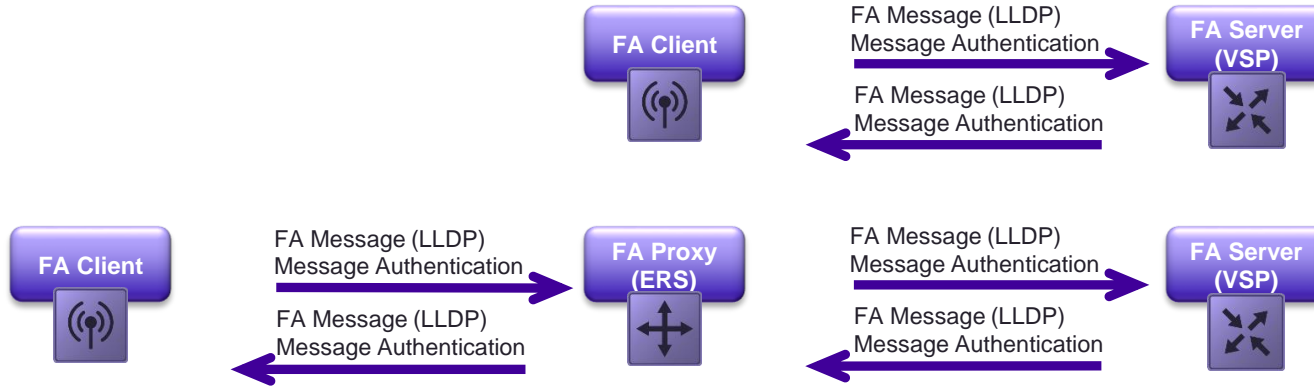 FA Client
FA Message (LLDP)
Message Authentication
FA Message (LLDP)
Message Authentication
FA Server
(VSP)
FA Client
FA Message (LLDP)
Message Authentication
FA Message (LLDP)
Message Authentication
FA Proxy
(ERS)
FA Message (LLDP)
Message Authentication
FA Message (LLDP)
Message Authentication
FA Server
(VSP)